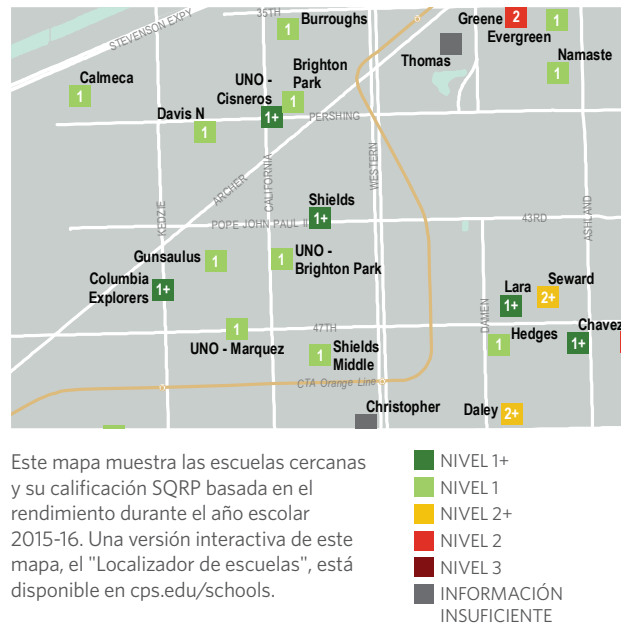 35TH
STEVENSON EXPY
Burroughs
1
Greene
2
1
Evergreen
Thomas
Namaste
1
Calmeca
1
UNO -
Cisneros
1+
Brighton
Park
1
Davis N
1
PERSHING
ARCHER
CALIFORNIA
WESTERN
KEDZIE
ASHLAND
Shields
1+
POPE JOHN PAUL II
43RD
Gunsaulus
1
1
UNO -
Brighton Park
Columbia
Explorers
1+
Lara
1+
Seward
2+
DAMEN
1
UNO - Marquez
47TH
1
Shields
Middle
Hedges
1
Chavez
1+
CTA Orange Line
Christopher
Daley
2+
Este mapa muestra las escuelas cercanas
y su calificación SQRP basada en el
rendimiento durante el año escolar
2015-16. Una versión interactiva de este
mapa, el "Localizador de escuelas", está
disponible en cps.edu/schools.
NIVEL 1+
NIVEL 1
NIVEL 2+
NIVEL 2
NIVEL 3
INFORMACIÓN
INSUFICIENTE